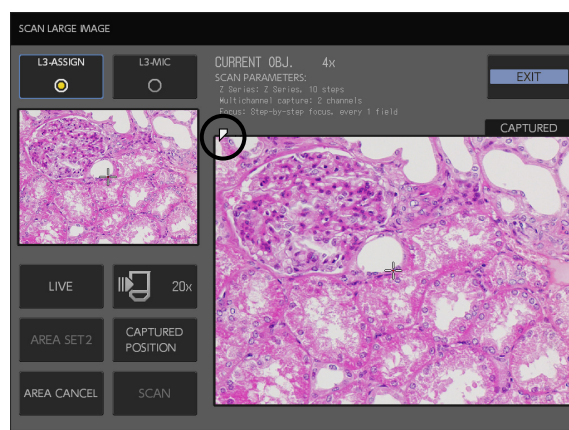 SCAN LARGE IMAGE
L3-ASSIGN
L3-MIC
CURRENT OBJ. 4x
SCAN PARAMETERS:
Z Series: Z Series, 10 steps
Multichannel capture: 2 channels
Focus: Step-by-step focus, every 1 field
EXIT
CAPTURED
LIVE
20x
AREA SET2
CAPTURED
POSITION
AREA CANCEL
SCAN